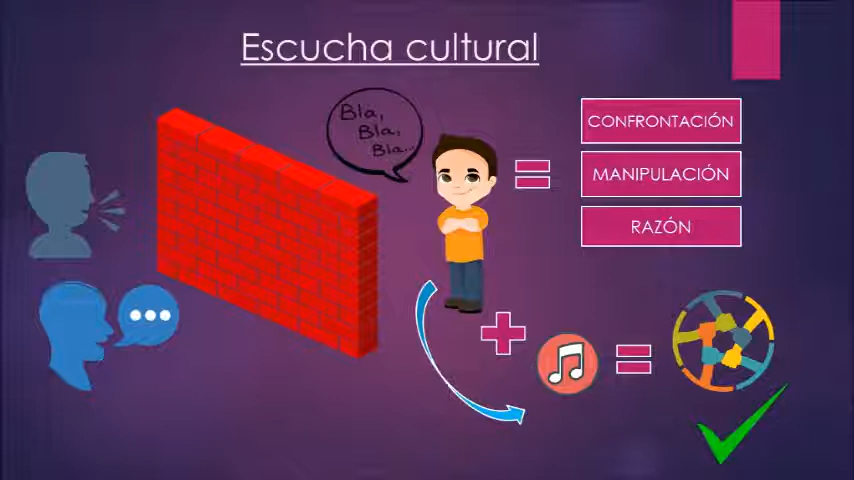 Escucha cultural
Bla,
Bla,
Bla...
CONFRONTACIÓN
MANIPULACIÓN
RAZÓN